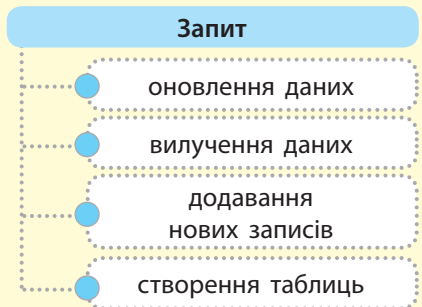 Запит
оновлення даних
вилучення даних
додавання
нових записів
створення таблиць